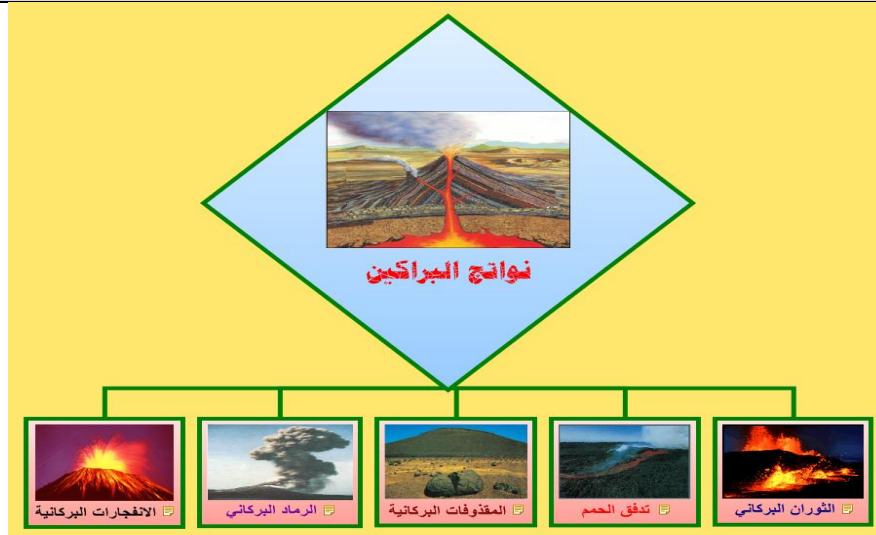 نواتج البراكين
الثوران البركاني
تدفق الحمم
المقذوفات البركانية
الرماد البركاني
الانفجارات البركانية